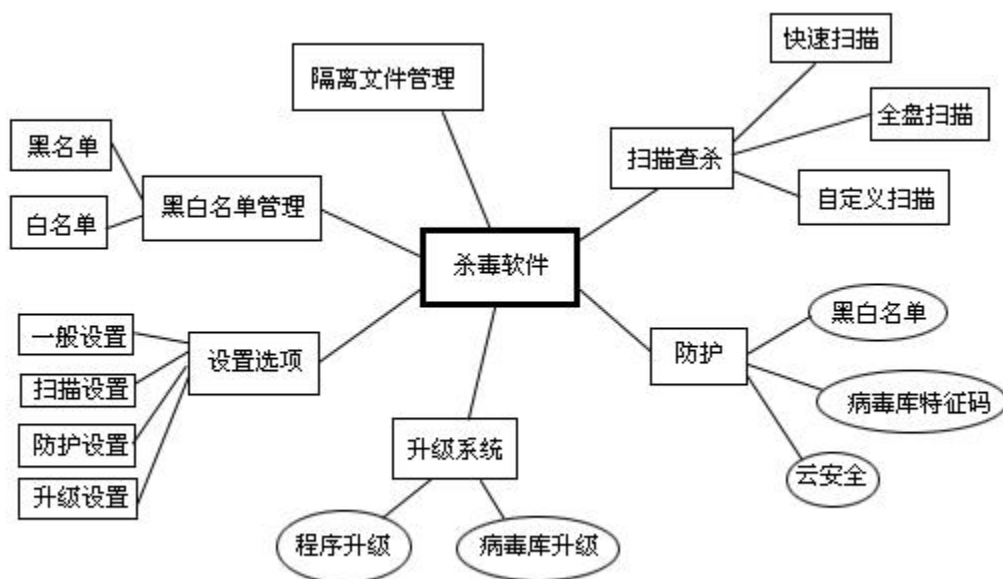 快速扫描
隔离文件管理
全盘扫描
黑名单
扫描查杀
黑白名单管理
自定义扫描
白名单
杀毒软件
黑白名单
一般设置
防护
设置选项
扫描设置
病毒库特征码
防护设置
升级系统
云安全
升级设置
程序升级
病毒库升级